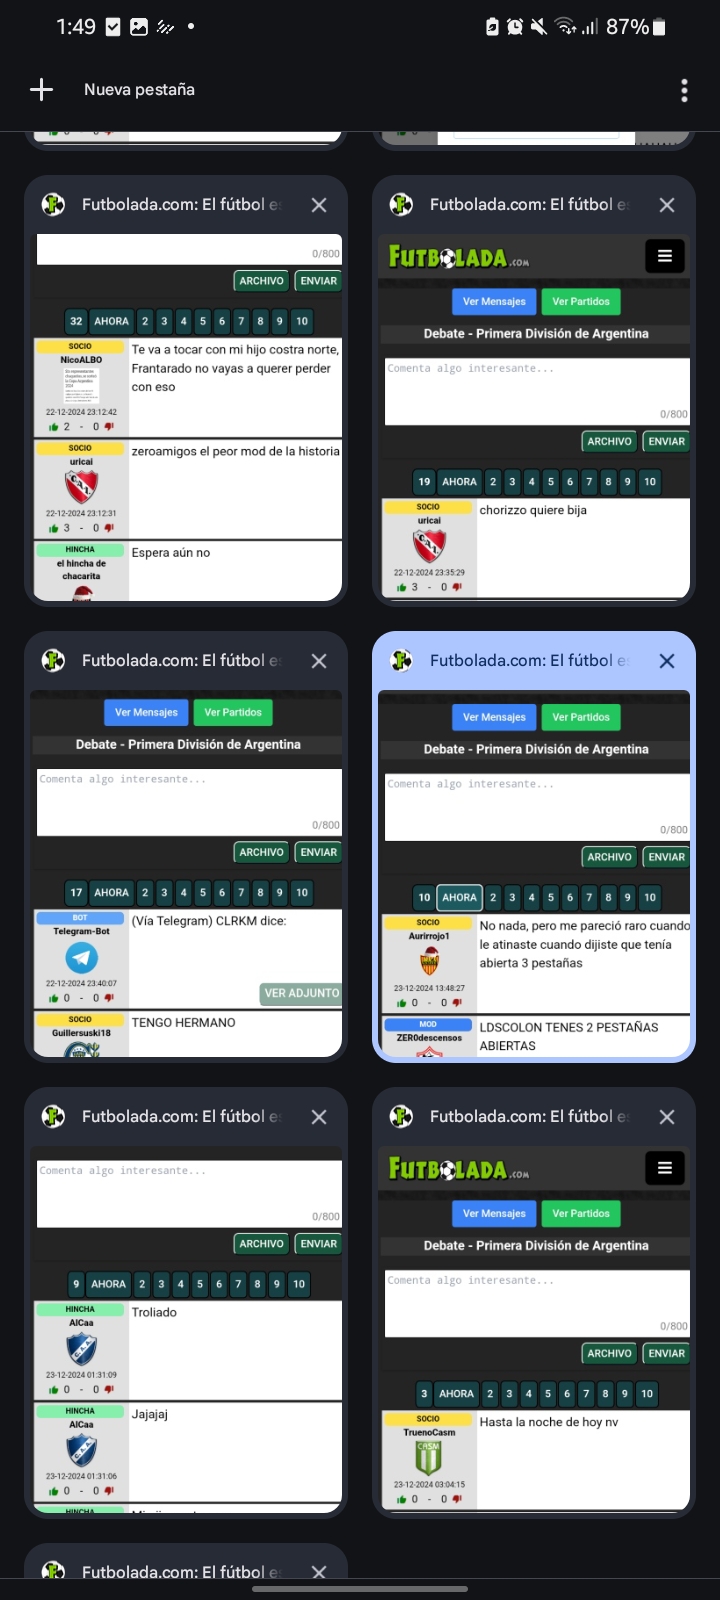 1:49
87%
Nueva pestaña
Futbolada.com: El fútbol es
0/800
ARCHIVO ENVIAR
32 AHORA 2 3 4 5 6 7 8 9 10
SOCIO
NicoALBO
22-12-2024 23:12:42
2 - 0
Te va a tocar con mi hijo costra norte,
Frantarado no vayas a querer perder
con eso
SOCIO
uricai
C.A.I.
22-12-2024 23:12:31
3 - 0
zeroamigos el peor mod de la historia
HINCHA
el hincha de
chacarita
Espera aún no
Futbolada.com: El fútbol es
FUTBOLADA.COM
Ver Mensajes Ver Partidos
Debate - Primera División de Argentina
Comenta algo interesante...
0/800
ARCHIVO ENVIAR
19 AHORA 2 3 4 5 6 7 8 9 10
SOCIO
uricai
C.A.I.
22-12-2024 23:35:29
3 - 0
chorizzo quiere bija
Futbolada.com: El fútbol es
Ver Mensajes Ver Partidos
Debate - Primera División de Argentina
Comenta algo interesante...
0/800
ARCHIVO ENVIAR
17 AHORA 2 3 4 5 6 7 8 9 10
BOT
Telegram-Bot
22-12-2024 23:40:07
0 - 0
(Vía Telegram) CLRKM dice:
VER ADJUNTO
SOCIO
Guillersuski18
TENGO HERMANO
Futbolada.com: El fútbol es
Ver Mensajes Ver Partidos
Debate - Primera División de Argentina
Comenta algo interesante...
0/800
ARCHIVO ENVIAR
10 AHORA 2 3 4 5 6 7 8 9 10
SOCIO
Aurirrojo1
23-12-2024 13:48:27
0 - 0
No nada, pero me pareció raro cuando
le atinaste cuando dijiste que tenía
abierta 3 pestañas
MOD
ZER0descensos
LDSCOLON TENES 2 PESTAÑAS
ABIERTAS
Futbolada.com: El fútbol es
Comenta algo interesante...
0/800
ARCHIVO ENVIAR
9 AHORA 2 3 4 5 6 7 8 9 10
HINCHA
AlCaa
23-12-2024 01:31:09
0 - 0
Troliado
HINCHA
AlCaa
23-12-2024 01:31:06
0 - 0
Jajajaj
HINCHA
Futbolada.com: El fútbol es
FUTBOLADA.COM
Ver Mensajes Ver Partidos
Debate - Primera División de Argentina
Comenta algo interesante...
0/800
ARCHIVO ENVIAR
3 AHORA 2 3 4 5 6 7 8 9 10
SOCIO
TruenoCasm
CASM
23-12-2024 03:04:15
0 - 0
Hasta la noche de hoy nv
Futbolada.com: El fútbol es